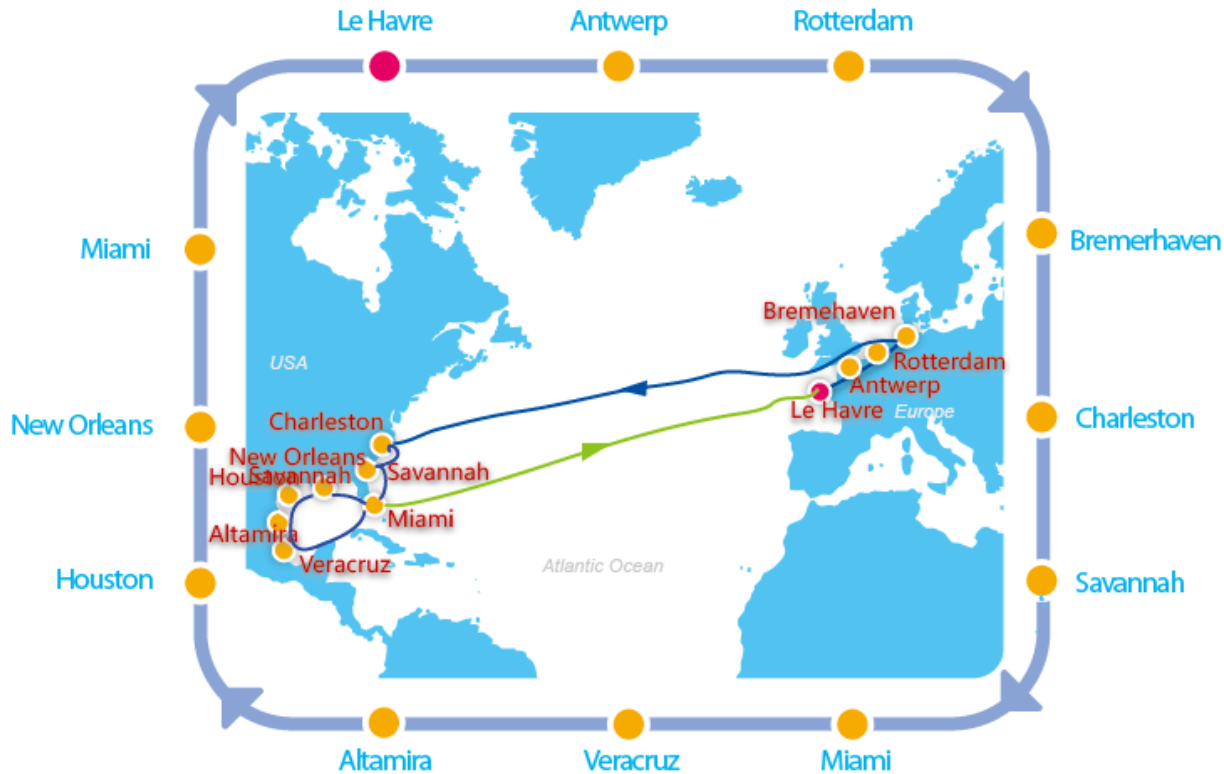 Le Havre
Antwerp
Rotterdam
Miami
Bremerhaven
Bremehaven
USA
Rotterdam
Antwerp
Le Havre
Europe
Charleston
Charleston
New Orleans
New Orleans
Savannah
Houston
Savannah
Miami
Altamira
Veracruz
Atlantic Ocean
Houston
Savannah
Altamira
Veracruz
Miami